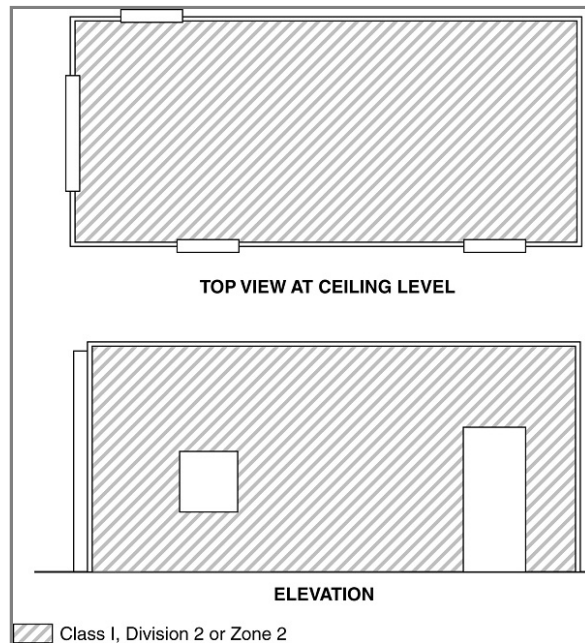 TOP VIEW AT CEILING LEVEL
ELEVATION
Class I, Division 2 or Zone 2